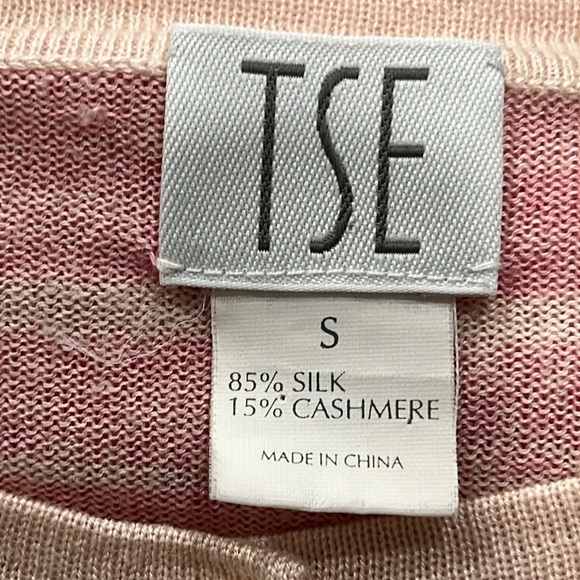 TSE
S
85% SILK
15% CASHMERE
MADE IN CHINA